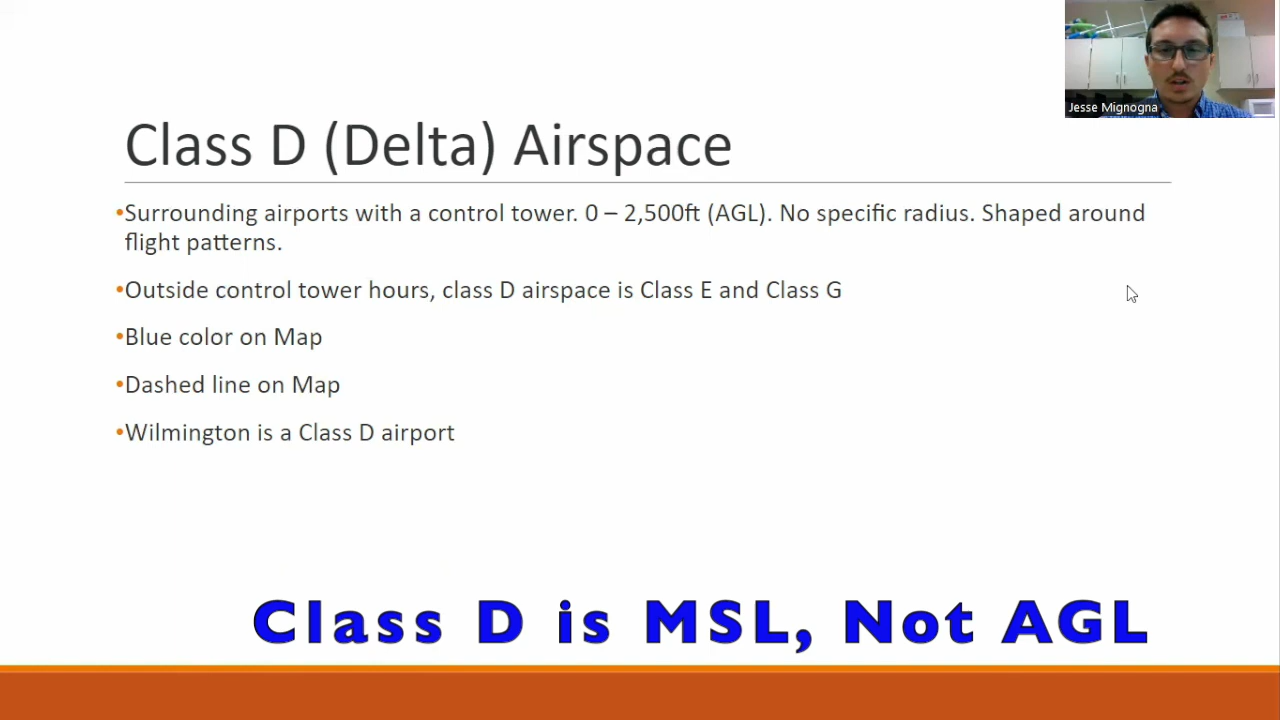 Jesse Mignogna
Class D (Delta) Airspace
•Surrounding airports with a control tower. 0 – 2,500ft (AGL). No specific radius. Shaped around
flight patterns.
•Outside control tower hours, class D airspace is Class E and Class G
•Blue color on Map
•Dashed line on Map
•Wilmington is a Class D airport
Class D is MSL, Not AGL